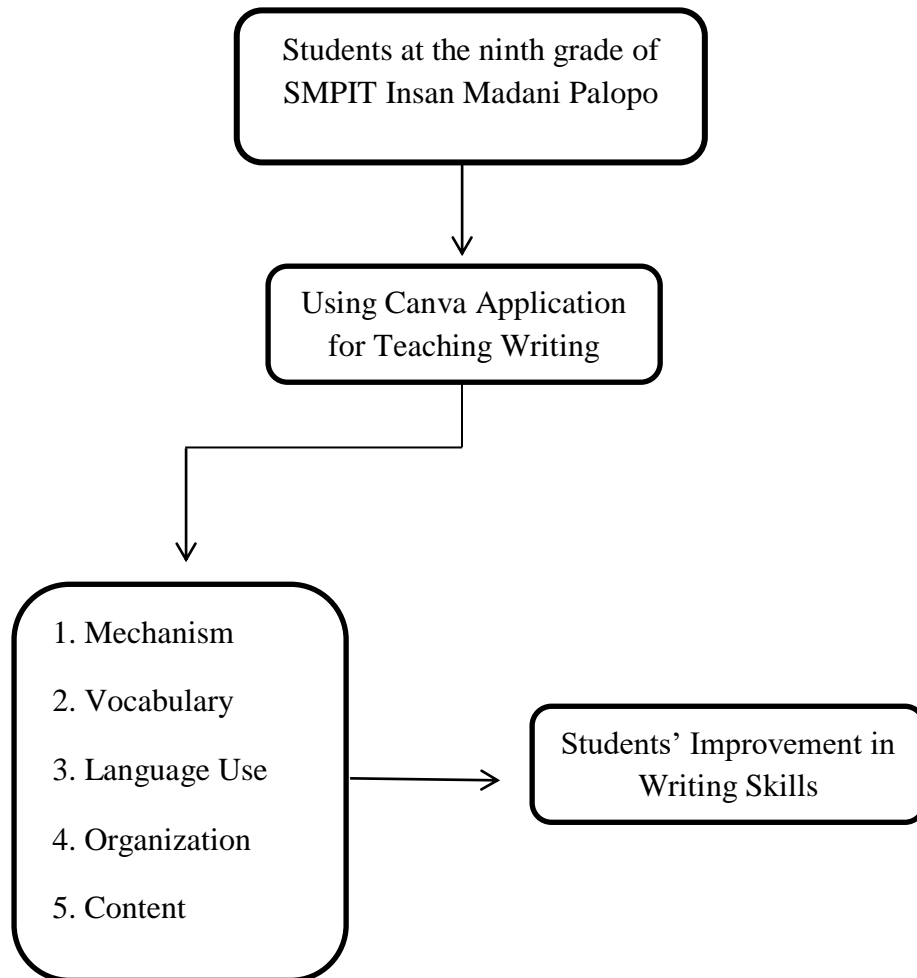 Students at the ninth grade of
SMPIT Insan Madani Palopo
Using Canva Application
for Teaching Writing
1. Mechanism
2. Vocabulary
3. Language Use
4. Organization
5. Content
Students’ Improvement in
Writing Skills